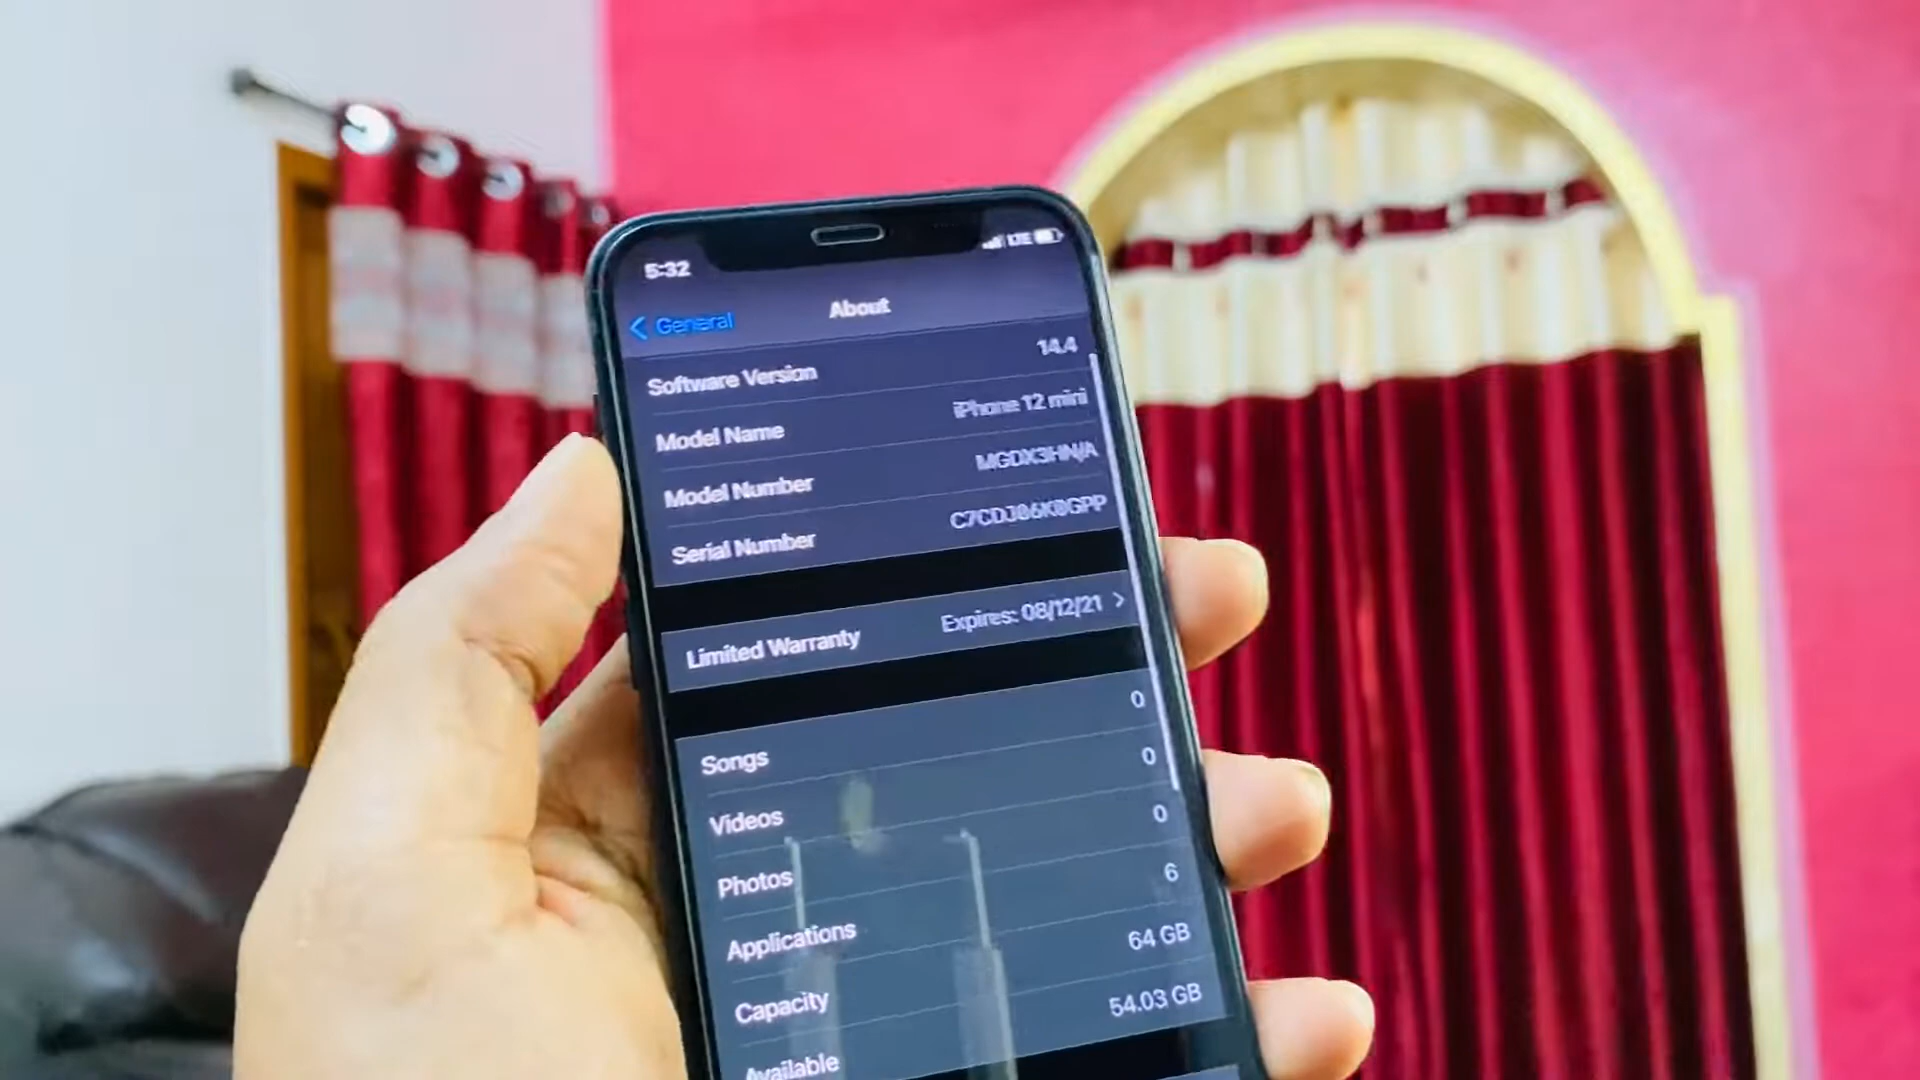 5:32 LTE
General About
Software Version 14.4
Model Name iPhone 12 mini
Model Number MGDX3HN/A
Serial Number
Limited Warranty Expires: 08/12/21
Songs 0
Videos 0
Photos 0
Applications 6
Capacity 64 GB
Available 54.03 GB